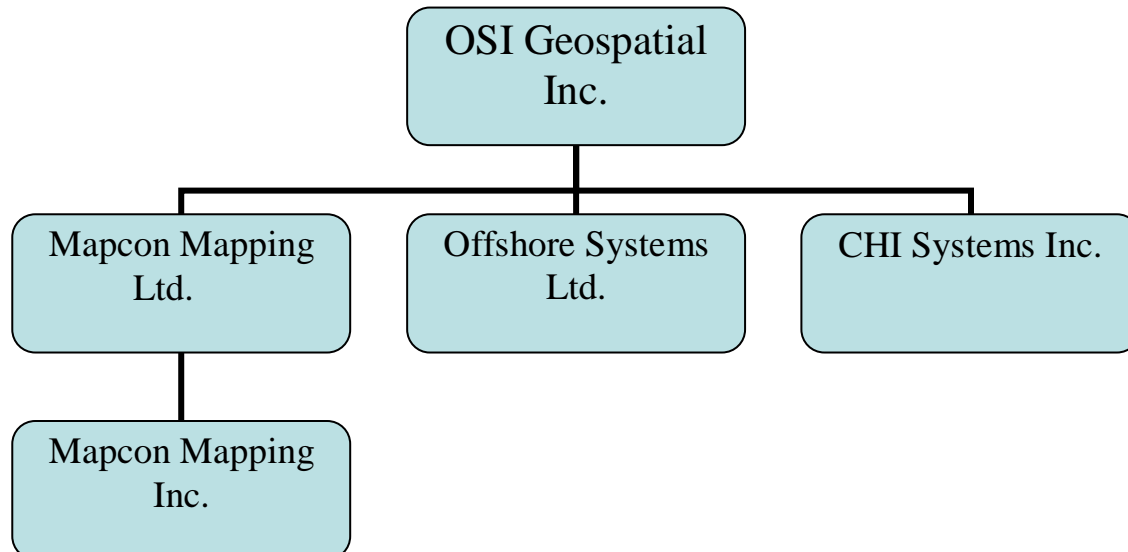 OSI Geospatial
Inc.
Mapcon Mapping
Ltd.
Offshore Systems
Ltd.
CHI Systems Inc.
Mapcon Mapping
Inc.